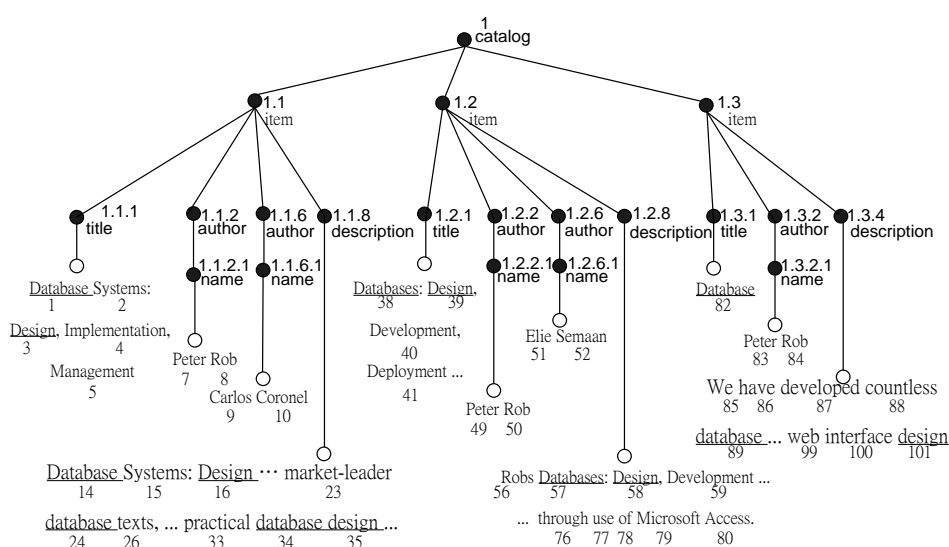 1
catalog
1.1 1.2 1.3
item item item
1.1.1 1.1.2 1.1.6 1.1.8 1.2.1 1.2.2 1.2.6 1.2.8 1.3.1 1.3.2 1.3.4
title author author description title author author description title author description
1.1.2.1 1.1.6.1 1.2.2.1 1.2.6.1 1.3.2.1
name name name name name
Database Systems:
1 2
Design, Implementation,
3 4
Management
5
Peter Rob
7 8
Carlos Coronel
9 10
Database Systems: Design ··· market-leader
14 15 16 23
database texts, ... practical database design ...
24 26 33 34 35
Databases: Design,
38 39
Development,
40
Deployment ...
41
Peter Rob
49 50
Elie Semaan
51 52
Robs Databases: Design, Development ...
56 57 58 59
... through use of Microsoft Access.
76 77 78 79 80
Database
82
Peter Rob
83 84
We have developed countless
85 86 87 88
database ... web interface design
89 99 100 101